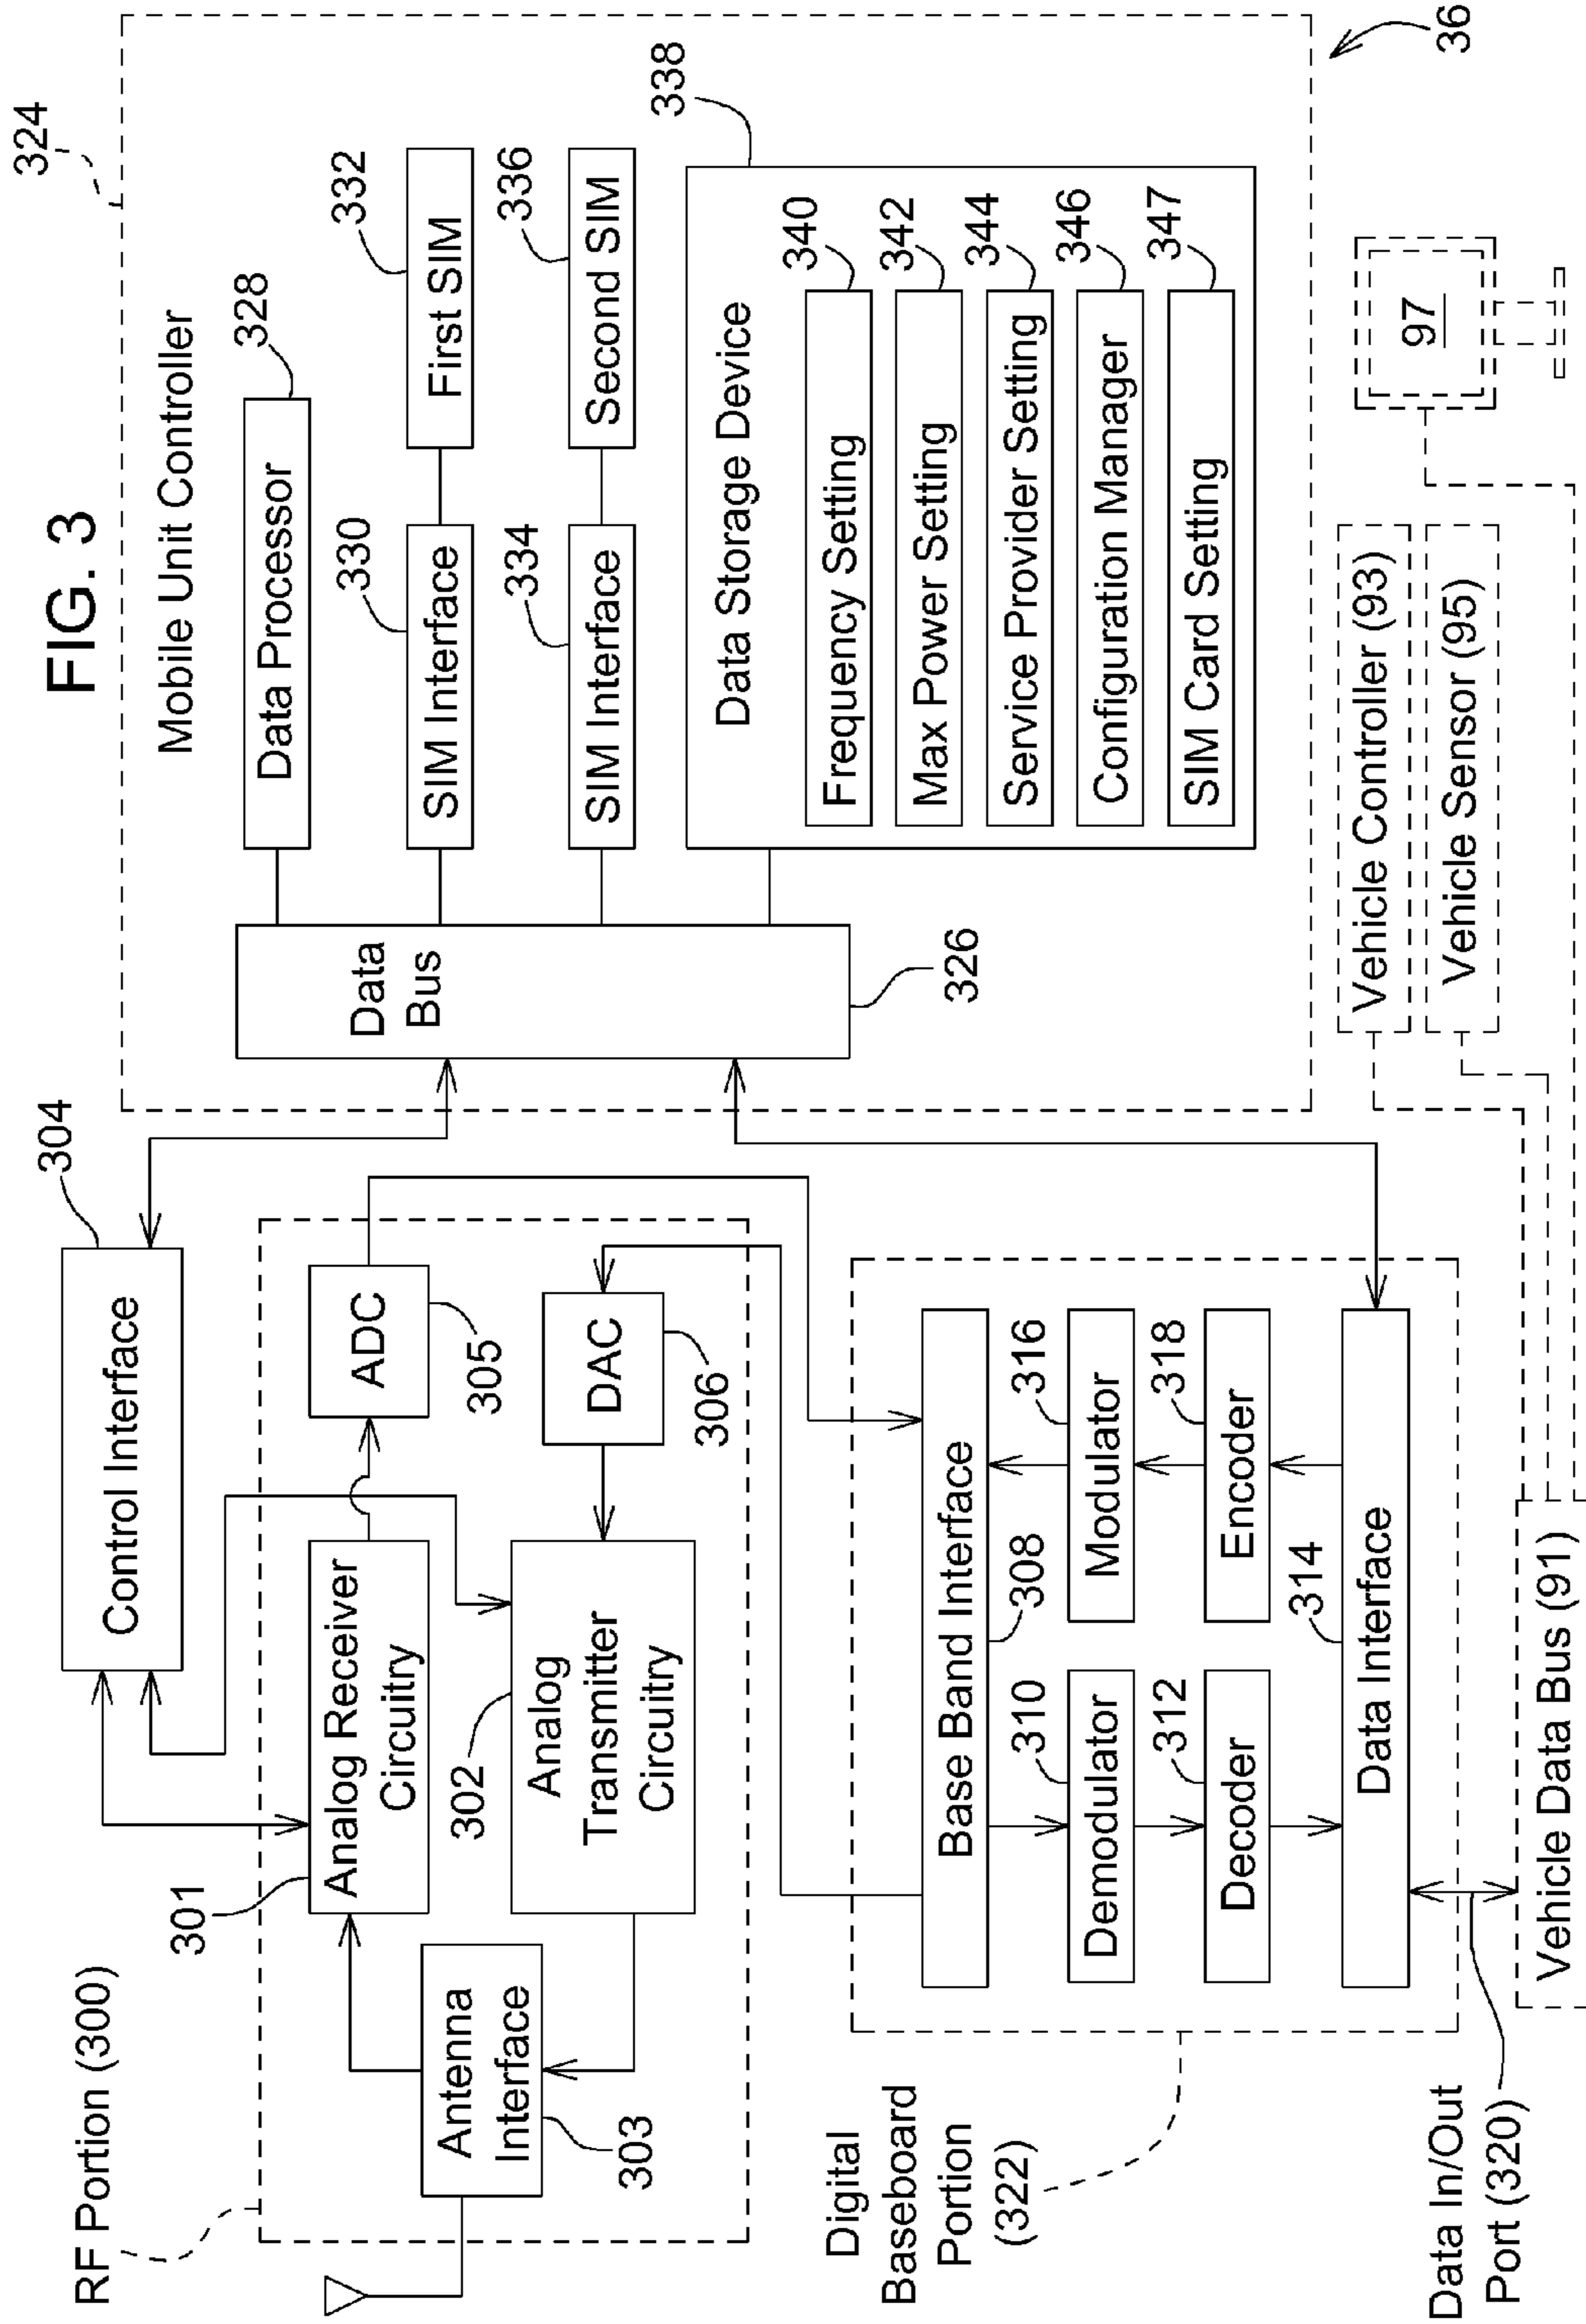 FIG. 3
324
Mobile Unit Controller
304
Control Interface
RF Portion (300)
301
Analog Receiver
Circuitry
ADC
305
302
Analog
Transmitter
Circuitry
DAC
306
Antenna
Interface
303
Data
Bus
326
Data Processor
328
SIM Interface
330
First SIM
332
SIM Interface
334
Second SIM
336
338
Data Storage Device
Frequency Setting
340
Max Power Setting
342
Service Provider Setting
344
Configuration Manager
346
SIM Card Setting
347
36
Digital
Baseboard
Portion
(322)
Base Band Interface
308
Demodulator
310
Modulator
316
Decoder
312
Encoder
318
314
Data Interface
Data In/Out
Port (320)
Vehicle Data Bus (91)
Vehicle Controller (93)
Vehicle Sensor (95)
97